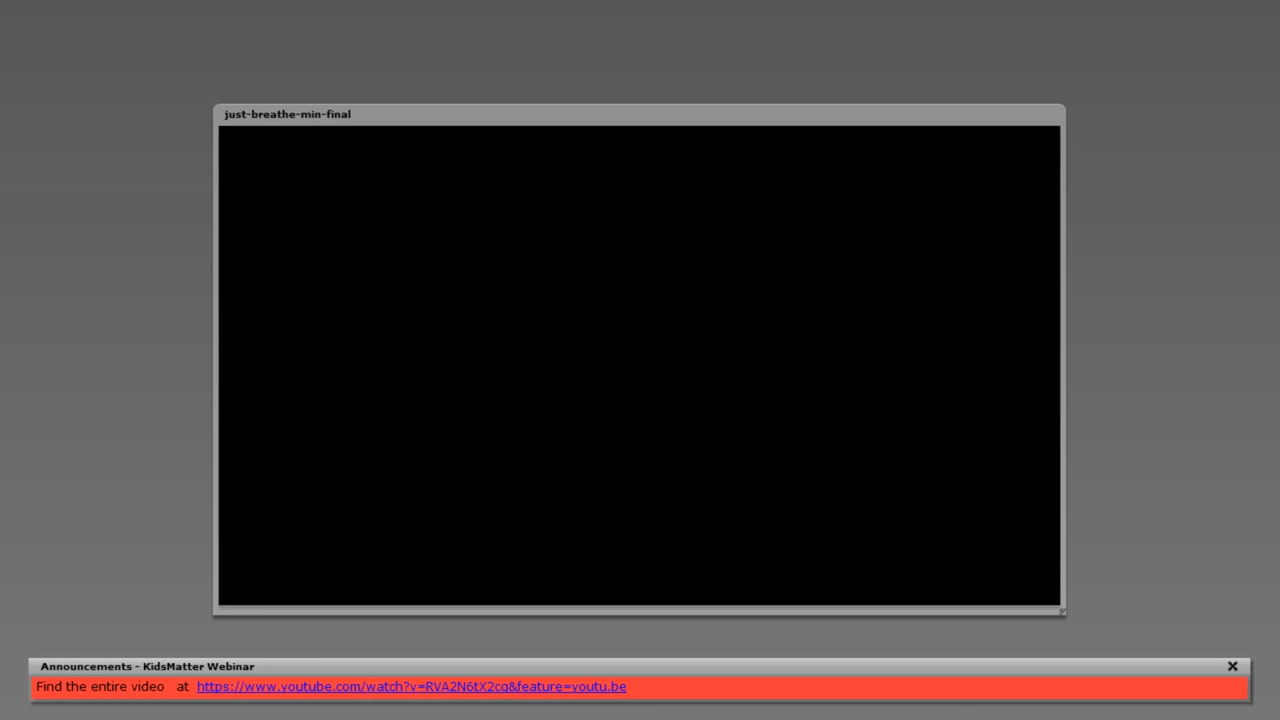 just-breathe-min-final
Announcements - KidsMatter Webinar
Find the entire video at https://www.youtube.com/watch?v=RVA2N6tX2cg&feature=youtu.be